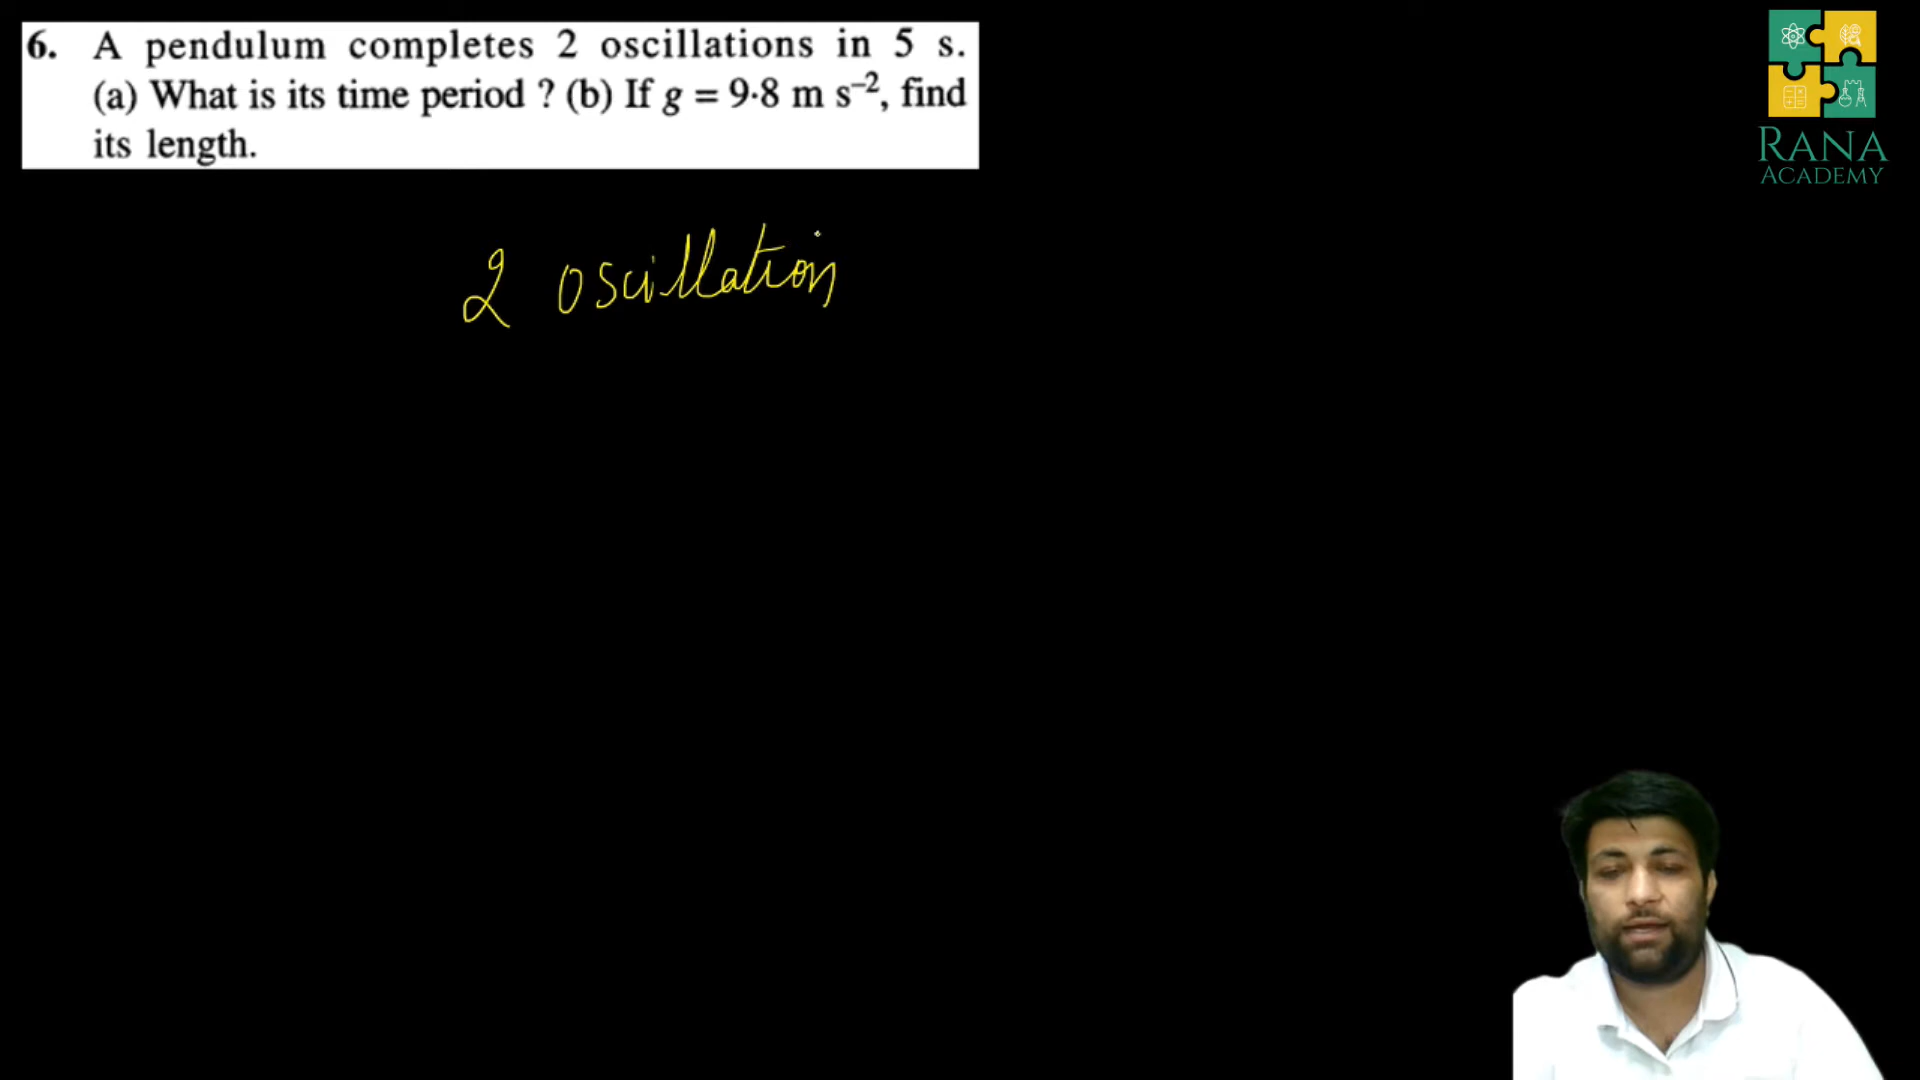 6. A pendulum completes 2 oscillations in 5 s.
(a) What is its time period ? (b) If g = 9·8 m s⁻², find
its length.
2 oscillation
RANA
ACADEMY